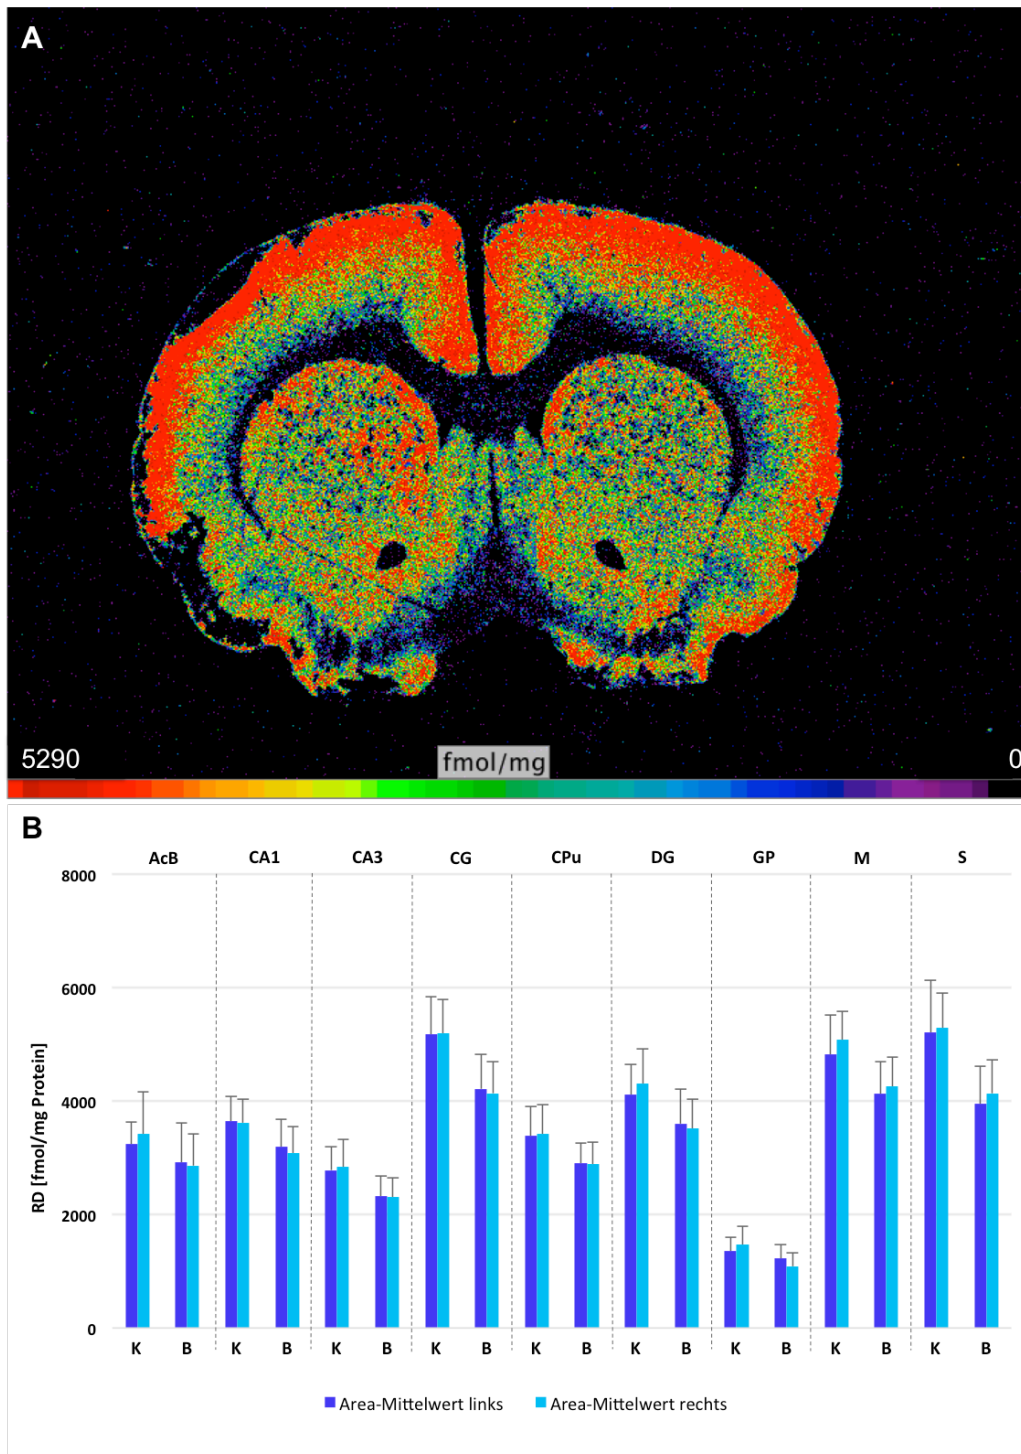 A
5290 fmol/mg 0
B
AcB CA1 CA3 CG CPu DG GP M S
8000
6000
4000
2000
0
RD [fmol/mg Protein]
K B K B K B K B K B K B K B K B K B
Area-Mittelwert links Area-Mittelwert rechts